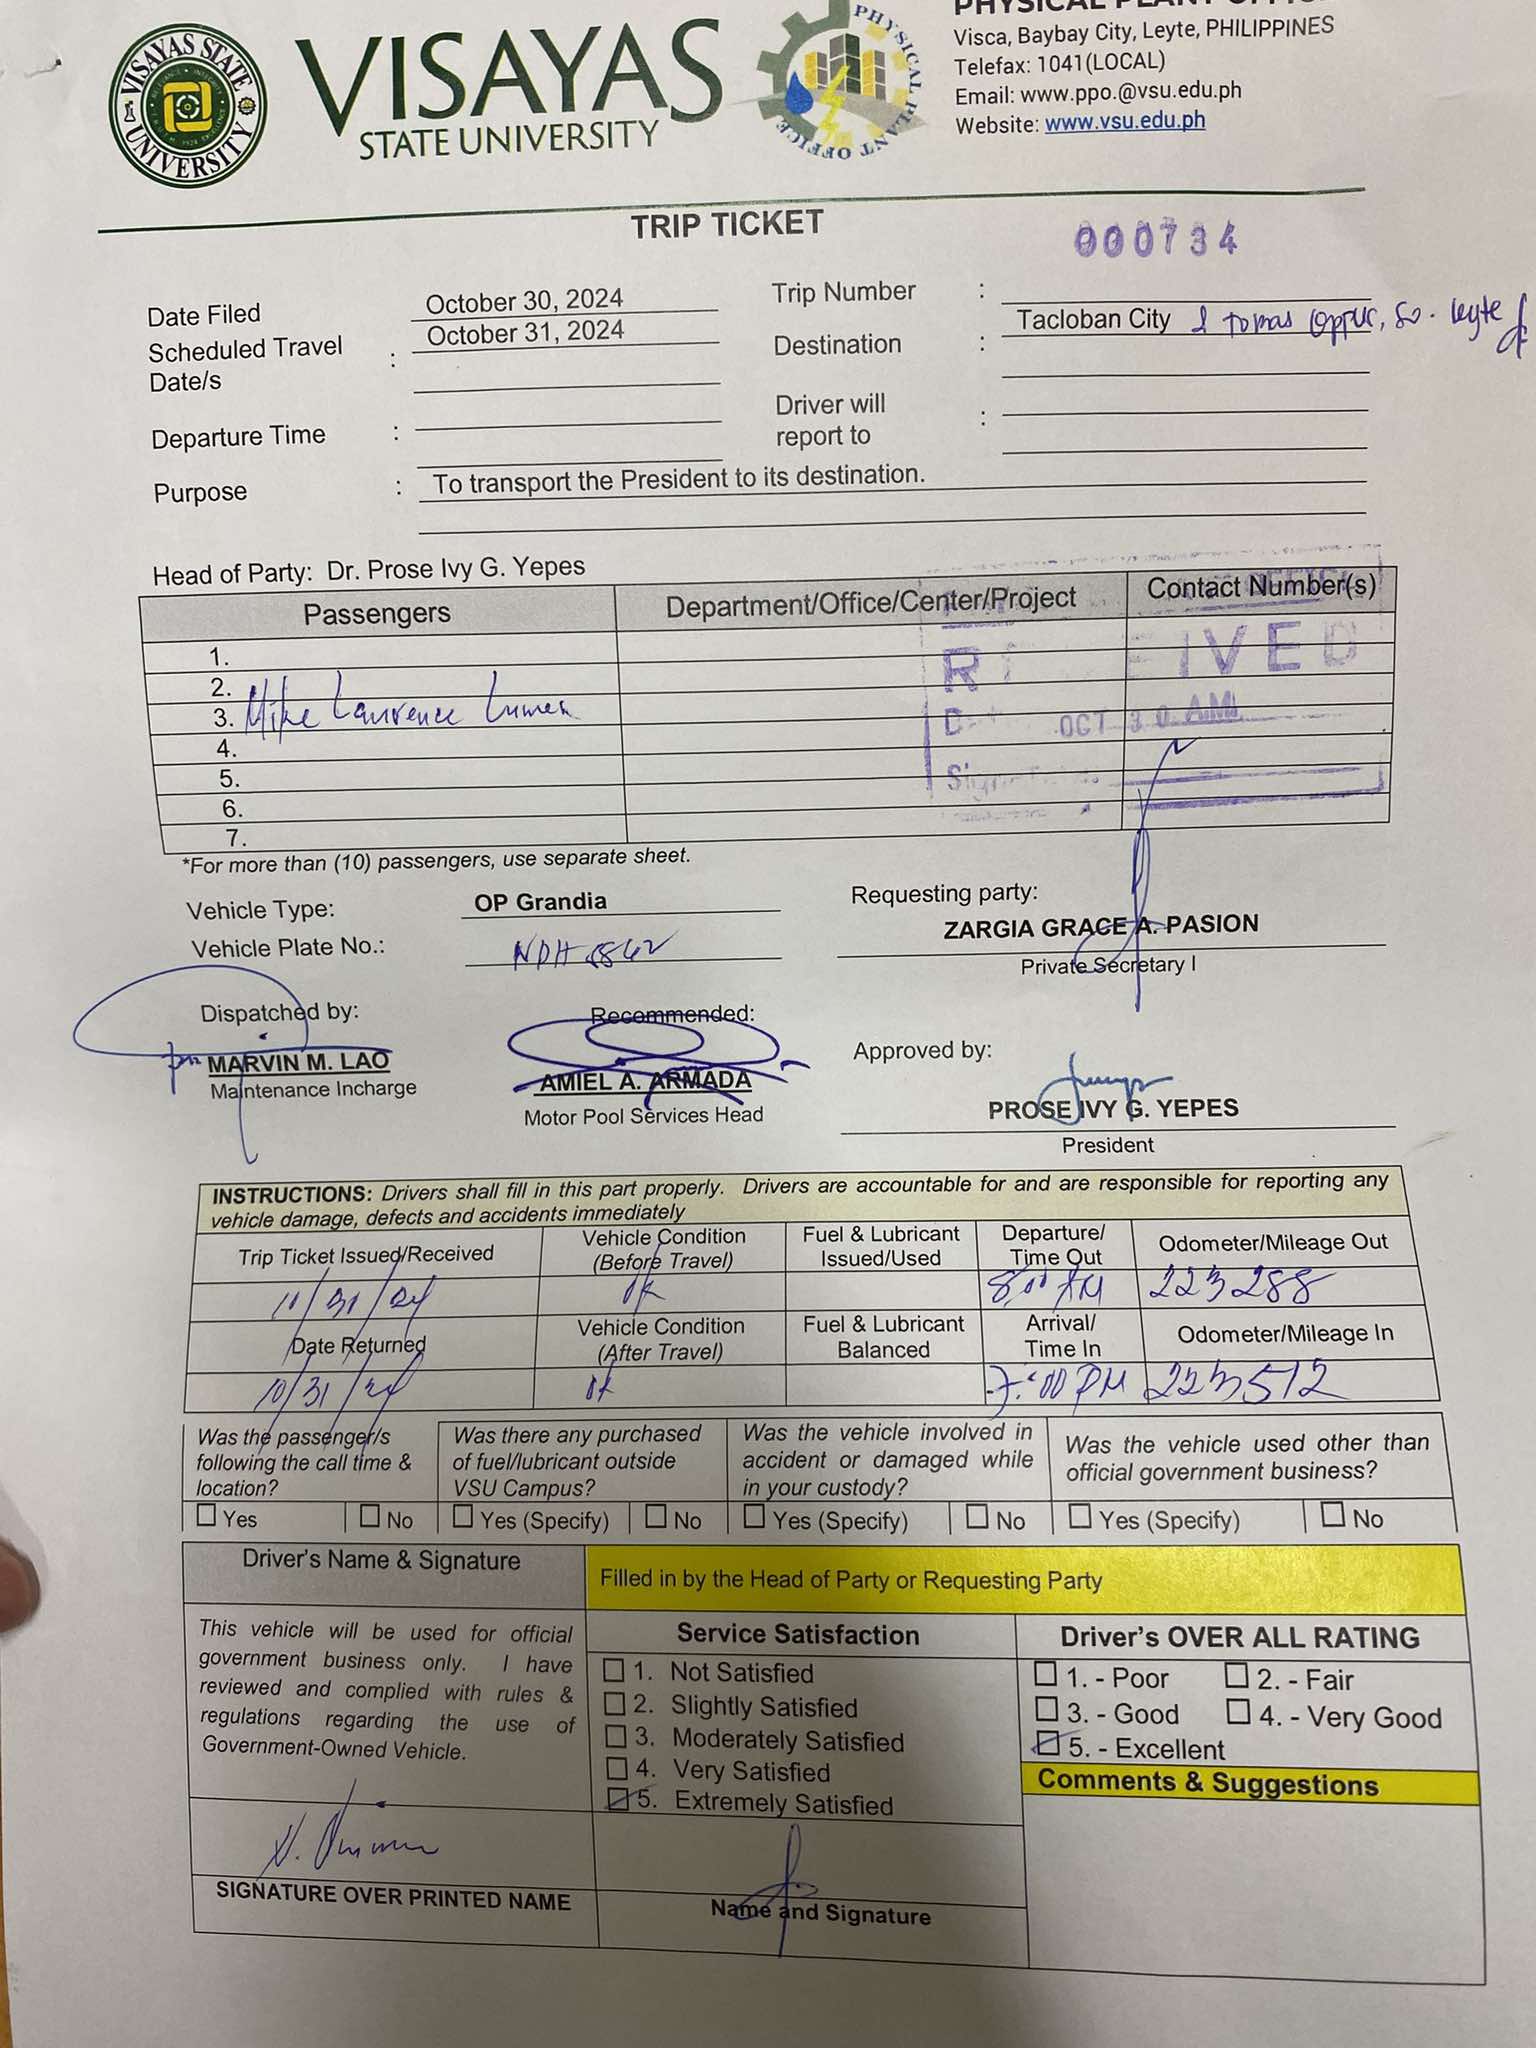 VISAYAS STATE UNIVERSITY
VISAYAS
STATE UNIVERSITY
PHYSICAL PLANT OFFICE
PHYSICAL PLANT OFFICE
Visca, Baybay City, Leyte, PHILIPPINES
Telefax: 1041(LOCAL)
Email: www.ppo.@vsu.edu.ph
Website: www.vsu.edu.ph
TRIP TICKET
000734
Date Filed October 30, 2024 Trip Number :
Scheduled Travel Date/s : October 31, 2024 Destination : Tacloban City & Tomas Oppus, So. Leyte
Departure Time : Driver will report to :
Purpose : To transport the President to its destination.
Head of Party: Dr. Prose Ivy G. Yepes
Passengers Department/Office/Center/Project Contact Number(s)
1.
2.
3. Mike Laurence
4.
5.
6.
7.
OCT 30 A.M.
*For more than (10) passengers, use separate sheet.
Vehicle Type: OP Grandia Requesting party:
ZARGIA GRACE A. PASION
Vehicle Plate No.: Private Secretary I
Dispatched by: Recommended: Approved by:
for MARVIN M. LAO AMIEL A. ARMADA PROSE IVY G. YEPES
Maintenance Incharge Motor Pool Services Head President
INSTRUCTIONS: Drivers shall fill in this part properly. Drivers are accountable for and are responsible for reporting any
vehicle damage, defects and accidents immediately
Trip Ticket Issued/Received Vehicle Condition (Before Travel) Fuel & Lubricant Issued/Used Departure/ Time Out Odometer/Mileage Out
10/31/24 OK 8:00 AM 223288
Date Returned Vehicle Condition (After Travel) Fuel & Lubricant Balanced Arrival/ Time In Odometer/Mileage In
10/31/24 OK 7:00 PM 223512
Was the passenger/s following the call time & location?
Yes No
Was there any purchased of fuel/lubricant outside VSU Campus?
Yes (Specify) No
Was the vehicle involved in accident or damaged while in your custody?
Yes (Specify) No
Was the vehicle used other than official government business?
Yes (Specify) No
Driver's Name & Signature
This vehicle will be used for official
government business only. I have
reviewed and complied with rules &
regulations regarding the use of
Government-Owned Vehicle.
SIGNATURE OVER PRINTED NAME
Filled in by the Head of Party or Requesting Party
Service Satisfaction
1. Not Satisfied
2. Slightly Satisfied
3. Moderately Satisfied
4. Very Satisfied
5. Extremely Satisfied
Name and Signature
Driver's OVER ALL RATING
1. - Poor 2. - Fair
3. - Good 4. - Very Good
5. - Excellent
Comments & Suggestions